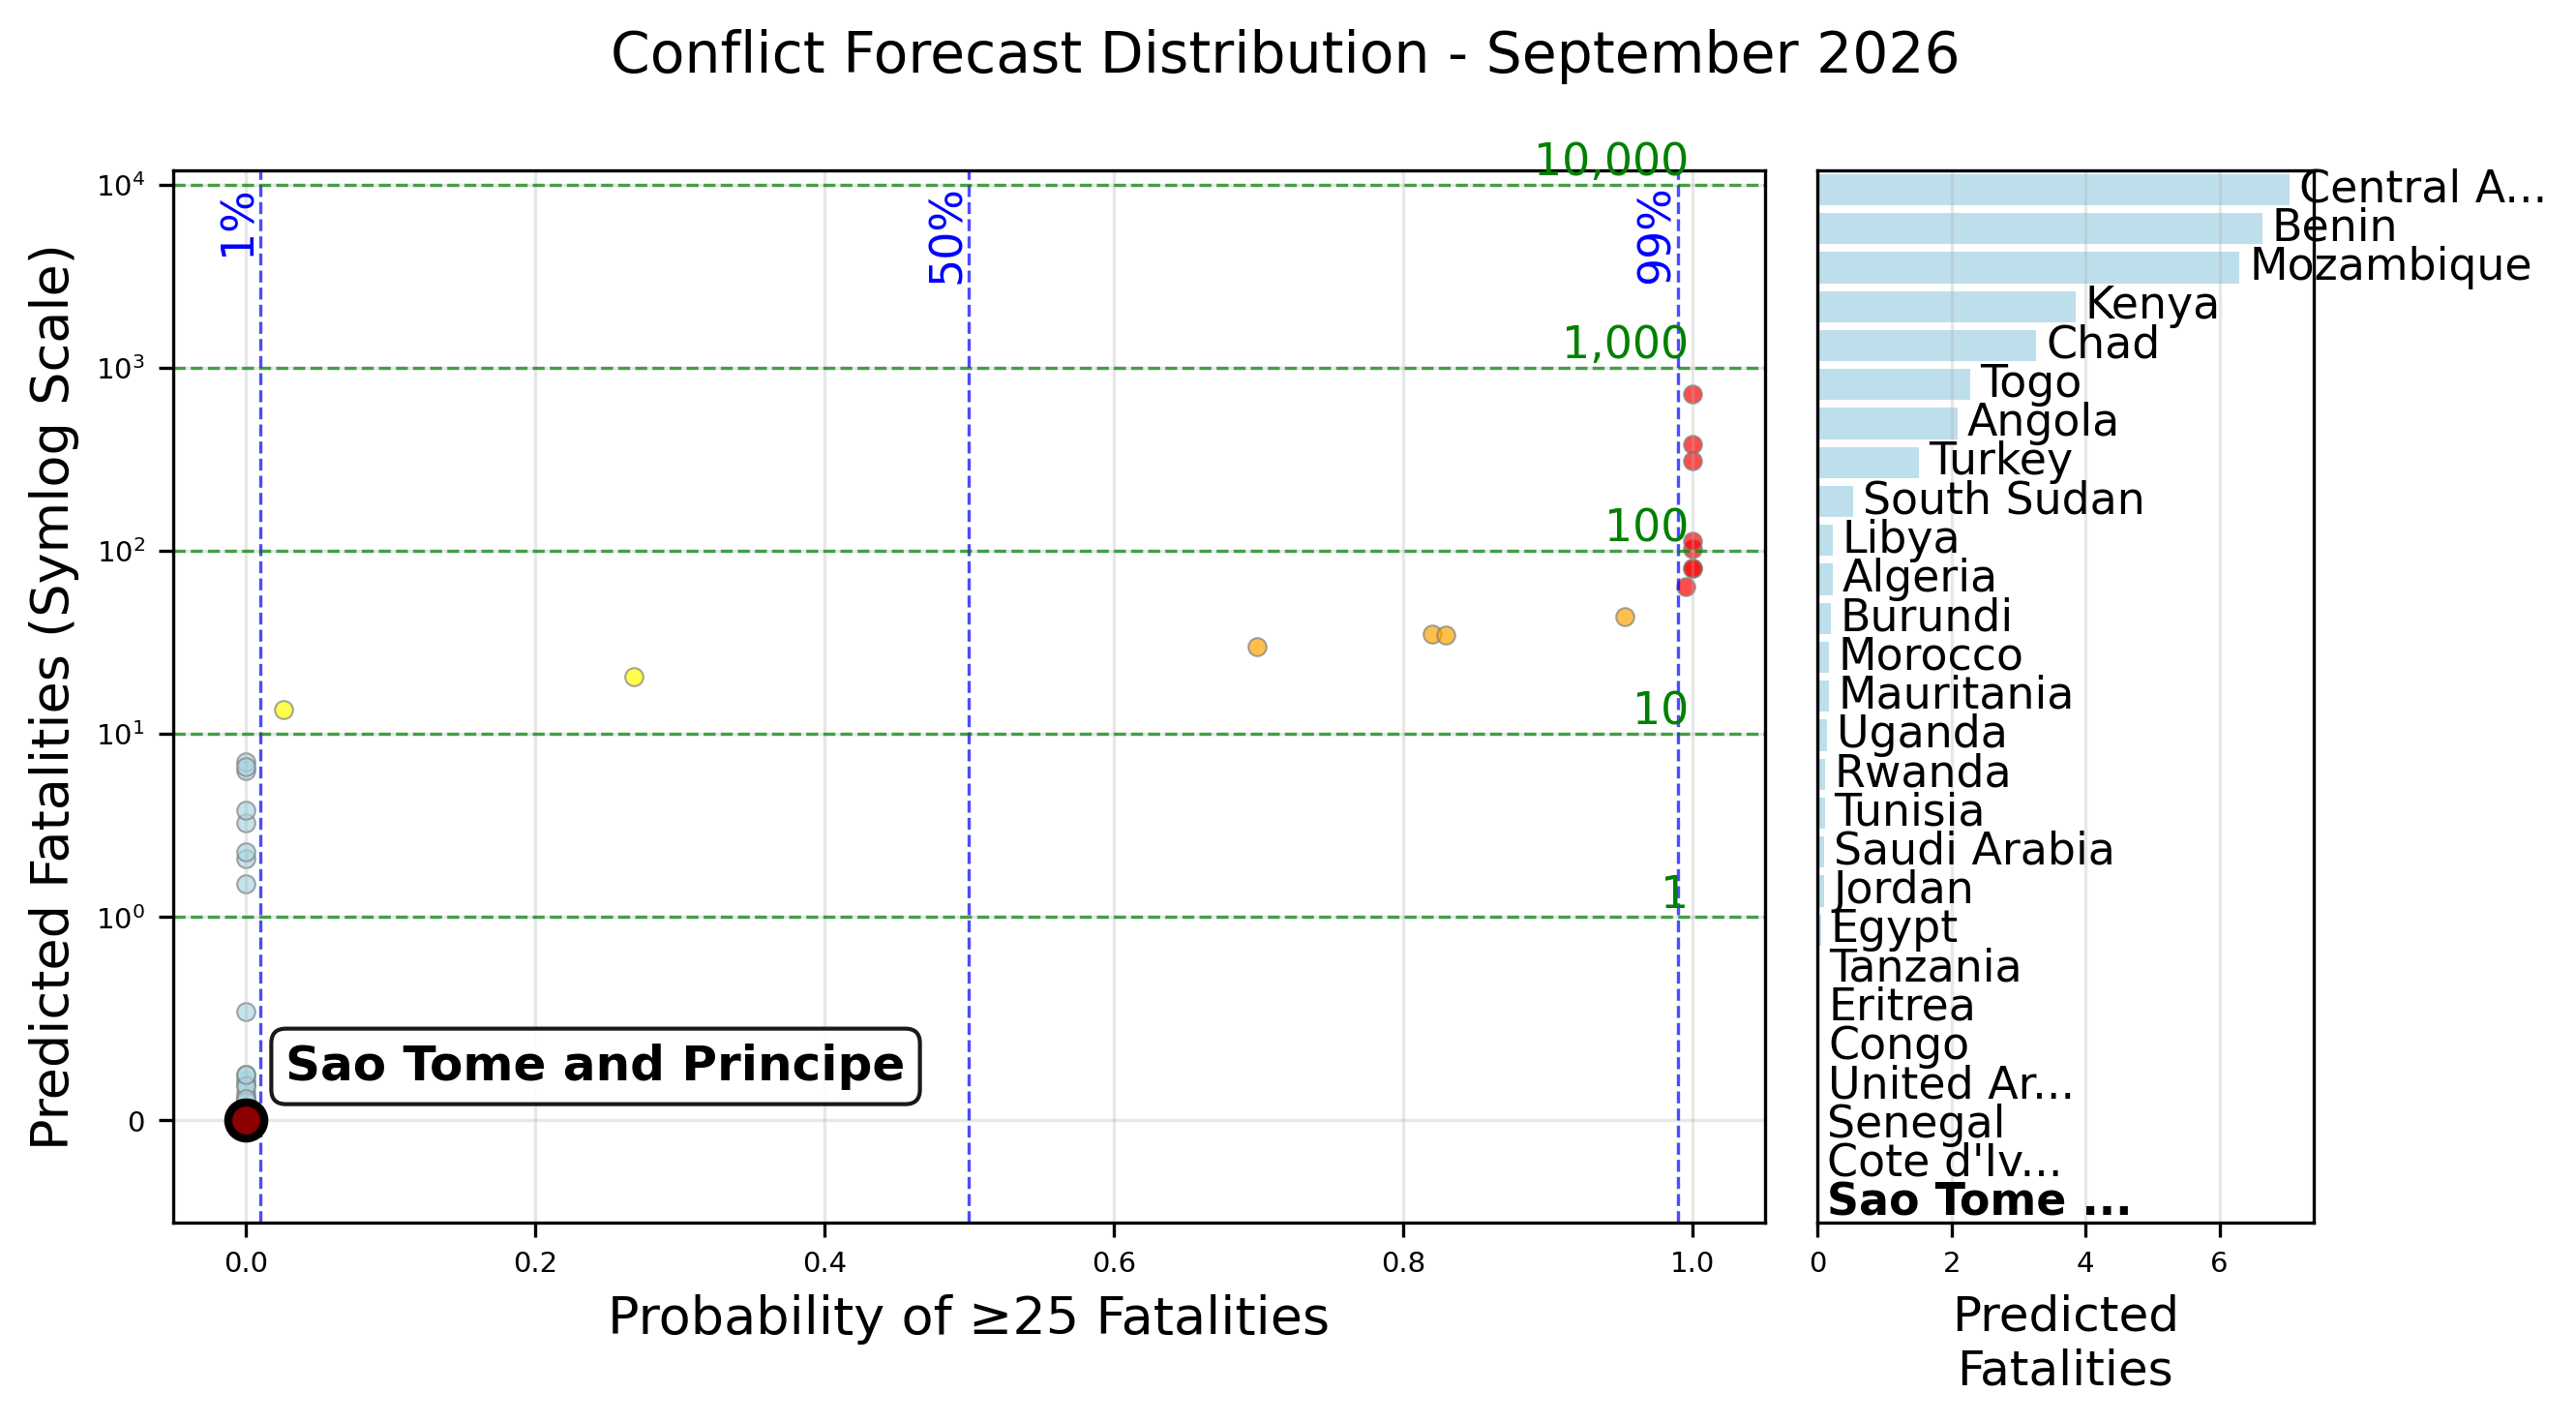 Conflict Forecast Distribution - September 2026
Predicted Fatalities (Symlog Scale)
10⁴
10³
10²
10¹
10⁰
0
1%
50%
99%
10,000
1,000
100
10
1
Sao Tome and Principe
0.0
0.2
0.4
0.6
0.8
1.0
Probability of ≥25 Fatalities
Central A...
Benin
Mozambique
Kenya
Chad
Togo
Angola
Turkey
South Sudan
Libya
Algeria
Burundi
Morocco
Mauritania
Uganda
Rwanda
Tunisia
Saudi Arabia
Jordan
Egypt
Tanzania
Eritrea
Congo
United Ar...
Senegal
Cote d'Iv...
Sao Tome ...
0
2
4
6
Predicted
Fatalities